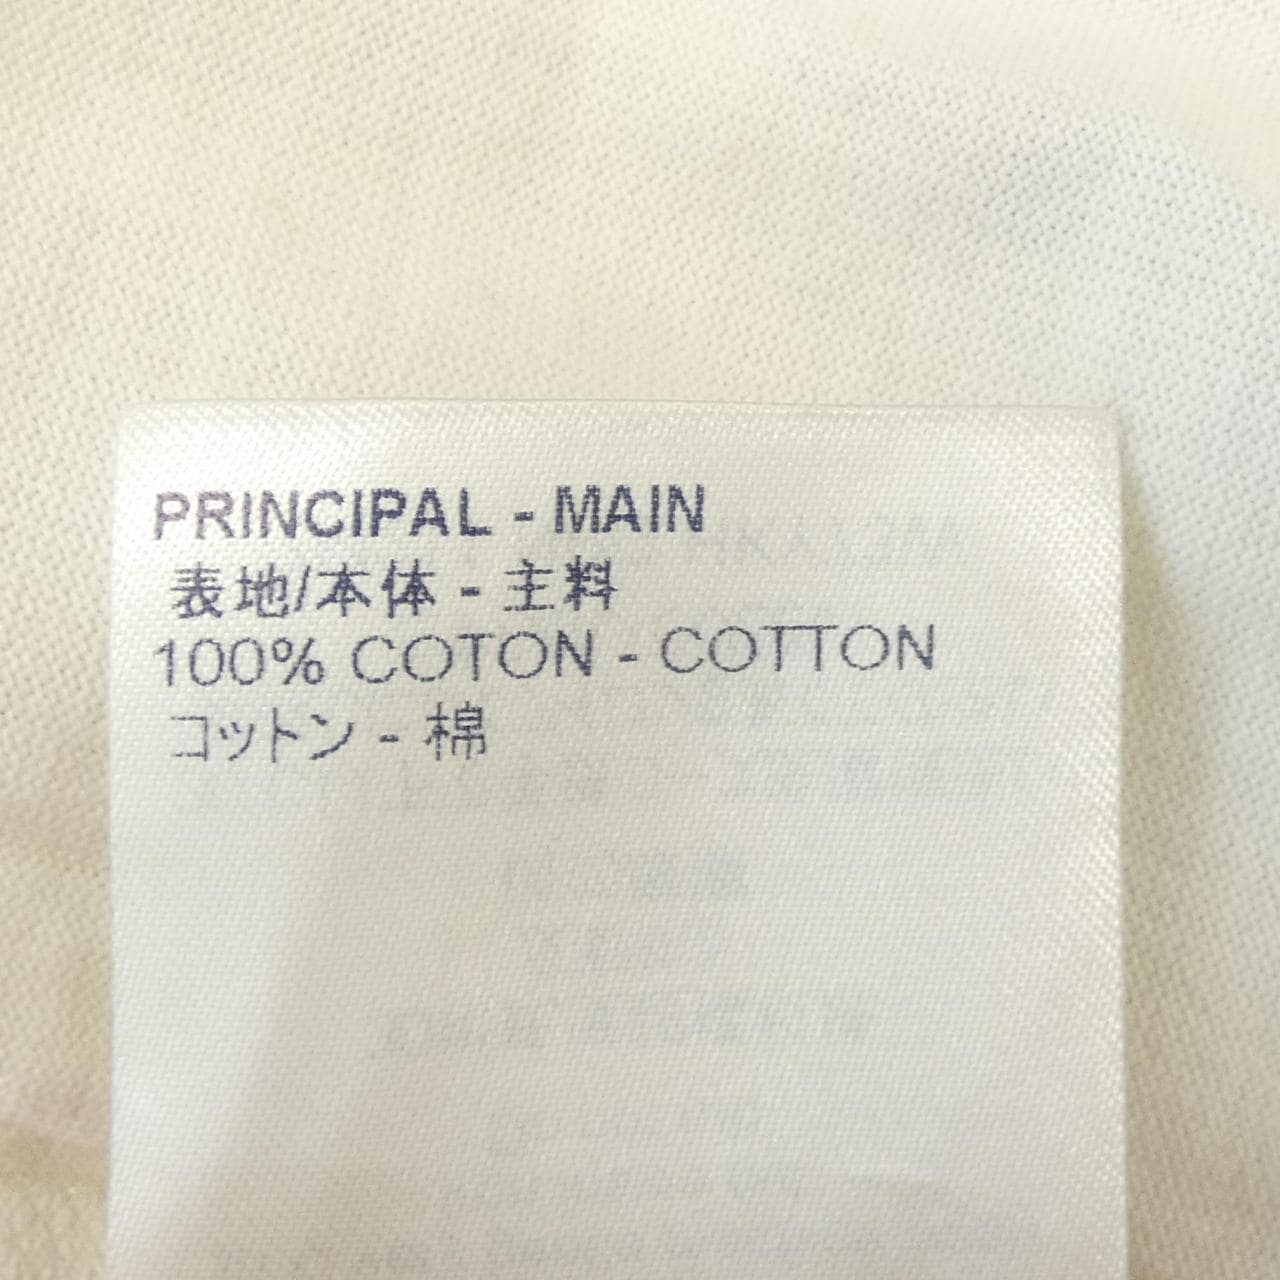 PRINCIPAL - MAIN
表地/本体 - 主料
100% COTON - COTTON
コットン - 棉